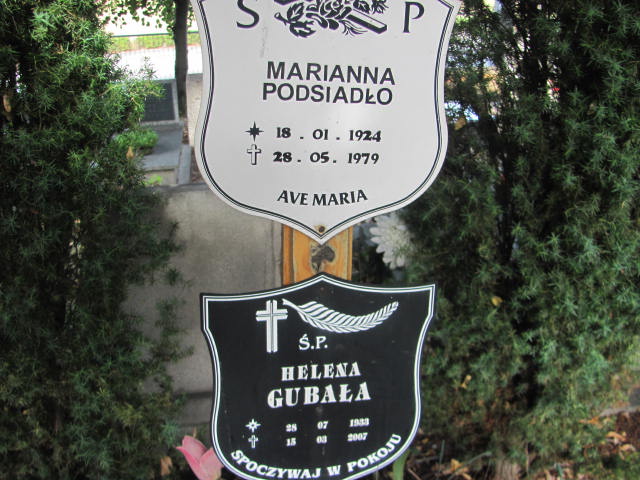 S P
MARIANNA
PODSIADŁO
18 . 01 . 1924
28 . 05 . 1979
AVE MARIA
Ś.P.
HELENA
GUBAŁA
28 07 1933
15 03 2007
SPOCZYWAJ W POKOJU